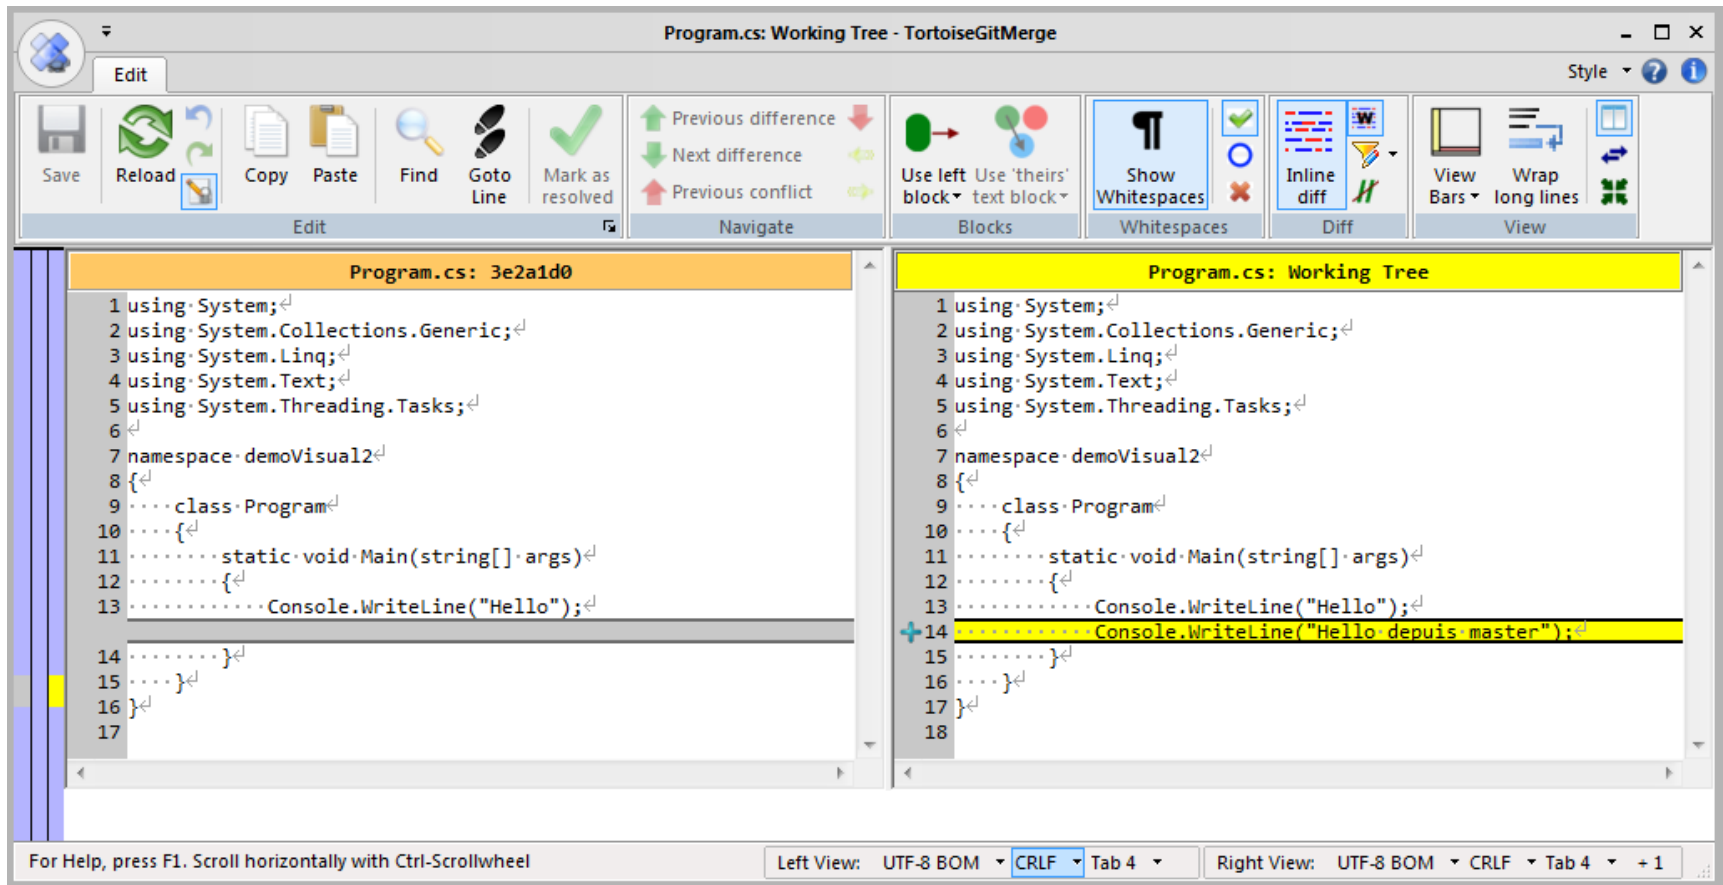 Program.cs: Working Tree - TortoiseGitMerge
Edit
Style
Save
Reload
Copy
Paste
Find
Goto Line
Mark as resolved
Edit
Previous difference
Next difference
Previous conflict
Navigate
Use left block
Use 'theirs' text block
Blocks
Show Whitespaces
Whitespaces
Inline diff
Diff
View Bars
Wrap long lines
View
Program.cs: 3e2a1d0
1 using·System;
2 using·System.Collections.Generic;
3 using·System.Linq;
4 using·System.Text;
5 using·System.Threading.Tasks;
6
7 namespace·demoVisual2
8 {
9 ····class·Program
10 ····{
11 ········static·void·Main(string[]·args)
12 ········{
13 ············Console.WriteLine("Hello");
14 ········}
15 ····}
16 }
17
Program.cs: Working Tree
1 using·System;
2 using·System.Collections.Generic;
3 using·System.Linq;
4 using·System.Text;
5 using·System.Threading.Tasks;
6
7 namespace·demoVisual2
8 {
9 ····class·Program
10 ····{
11 ········static·void·Main(string[]·args)
12 ········{
13 ············Console.WriteLine("Hello");
14 ············Console.WriteLine("Hello·depuis·master");
15 ········}
16 ····}
17 }
18
For Help, press F1. Scroll horizontally with Ctrl-Scrollwheel
Left View: UTF-8 BOM CRLF Tab 4
Right View: UTF-8 BOM CRLF Tab 4 + 1